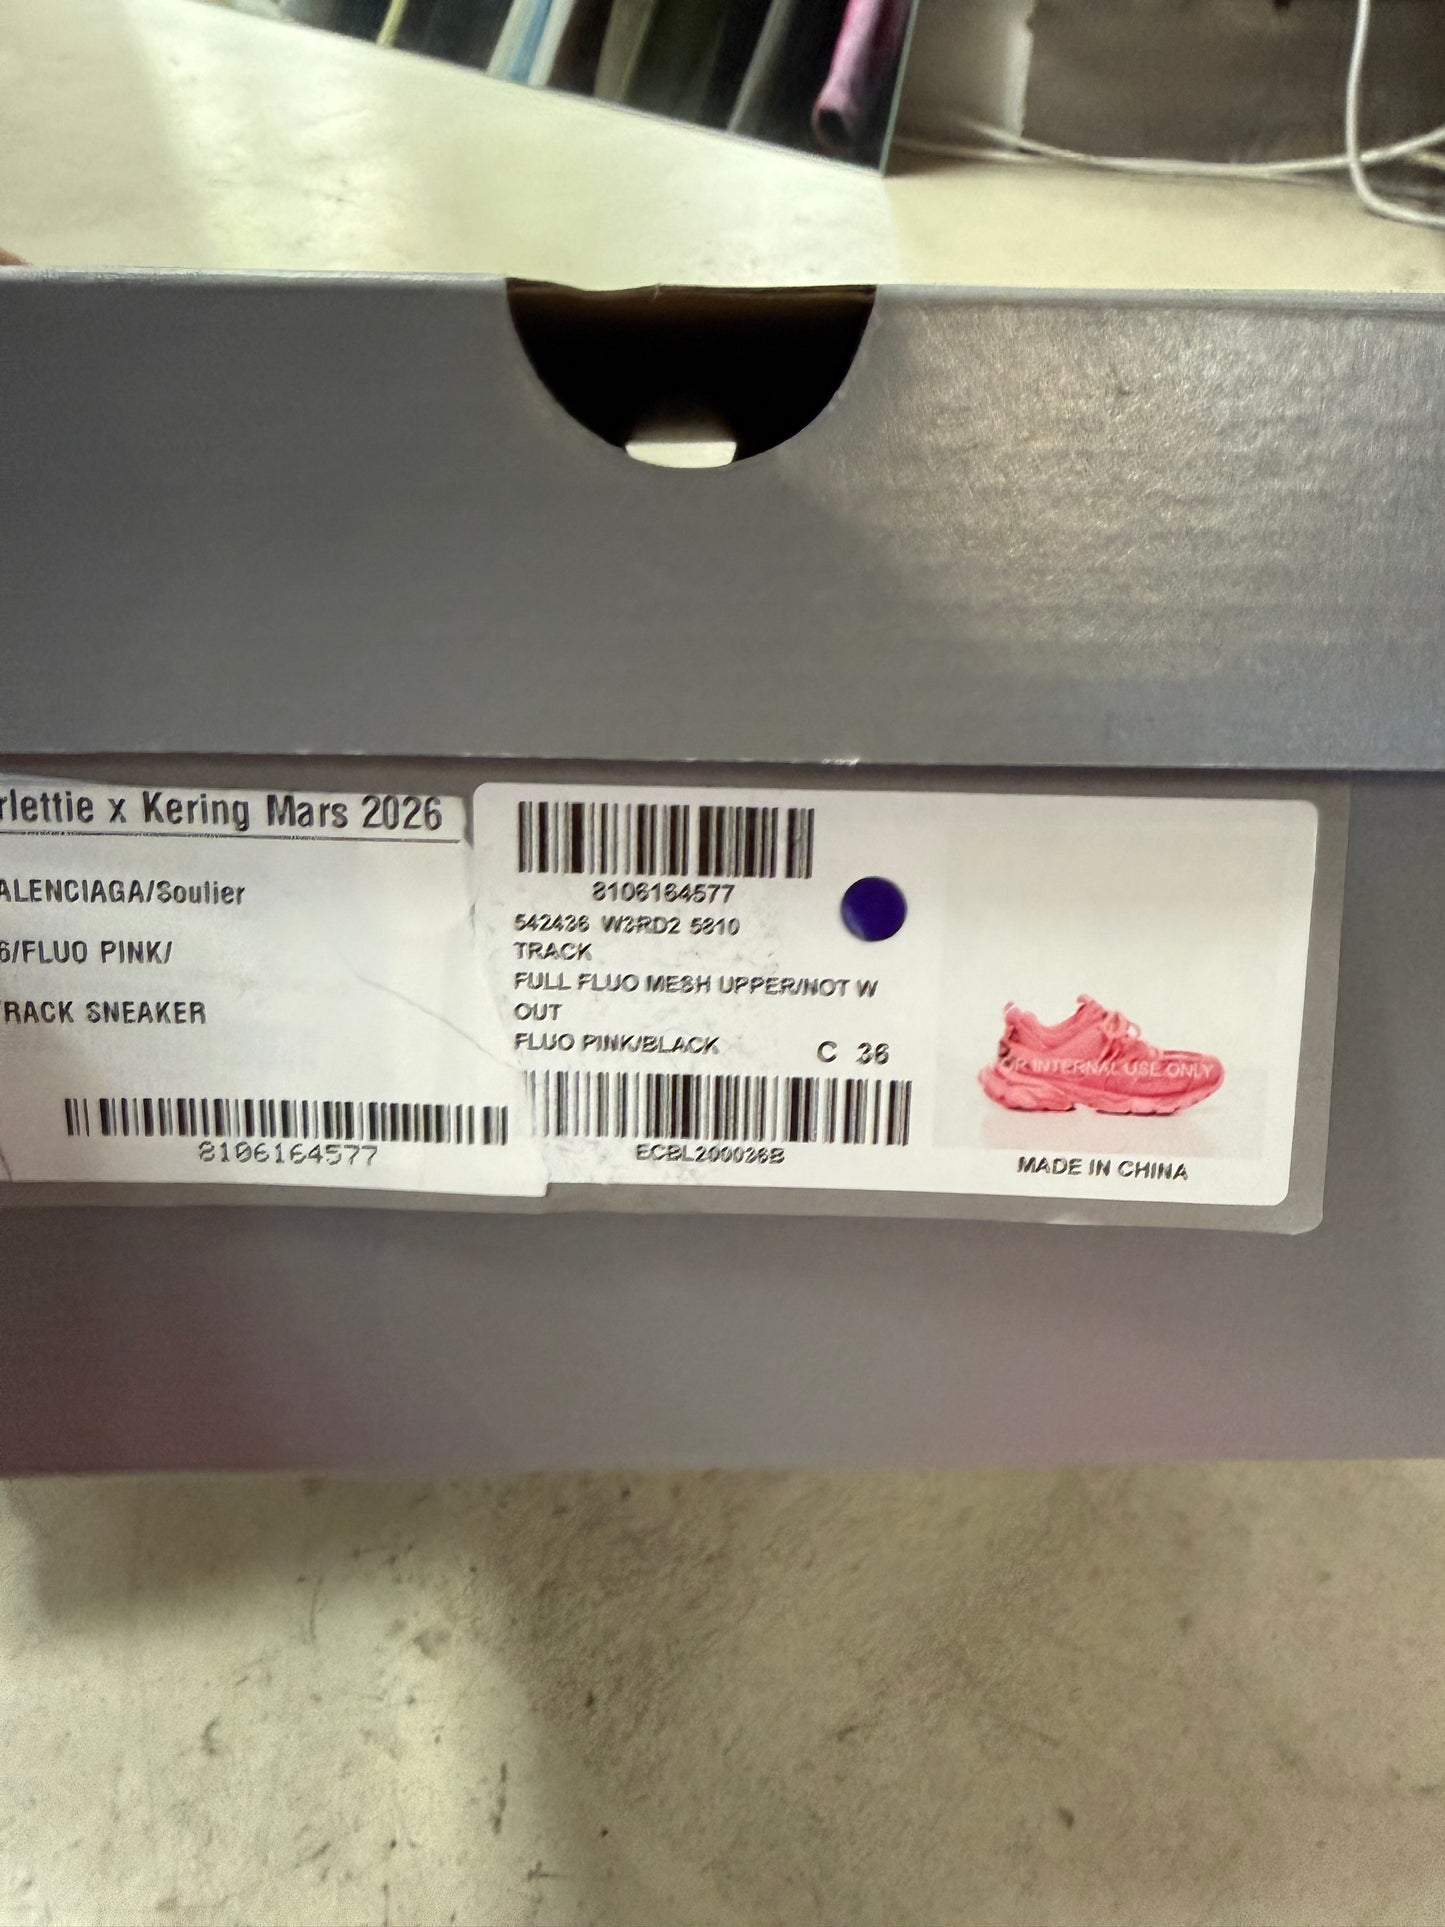 rlettie x Kering Mars 2026
ALENCIAGA/Soulier
6/FLUO PINK/
RACK SNEAKER
8106164577
8106164577
542436 W3RD2 5810
TRACK
FULL FLUO MESH UPPER/NOT W
OUT
FLUO PINK/BLACK
C 36
ECBL200036B
OR INTERNAL USE ONLY
MADE IN CHINA